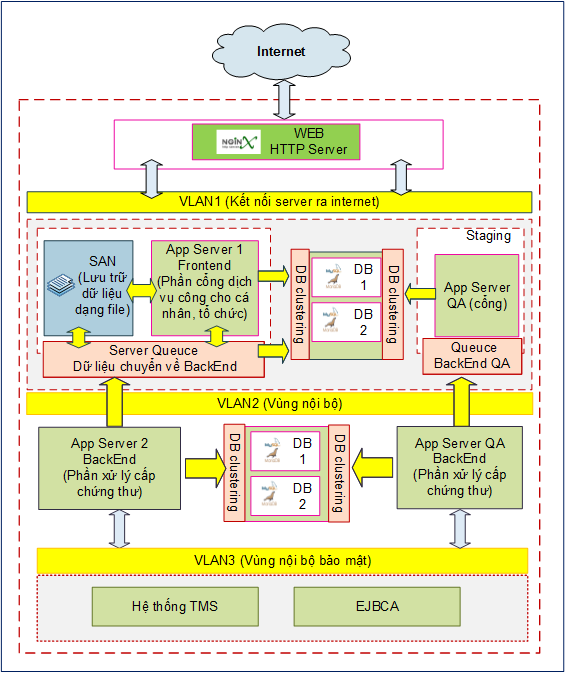 Internet
NGINX
WEB
HTTP Server
VLAN1 (Kết nối server ra internet)
SAN
(Lưu trữ
dữ liệu
dạng file)
App Server 1
Frontend
(Phần cổng dịch
vụ công cho cá
nhân, tổ chức)
DB clustering
MySQL
DB
1
MySQL
DB
2
DB clustering
Staging
App Server
QA (cổng)
Server Queuce
Dữ liệu chuyển về BackEnd
Queuce
BackEnd QA
VLAN2 (Vùng nội bộ)
App Server 2
BackEnd
(Phần xử lý cấp
chứng thư)
DB clustering
MySQL
DB
1
MySQL
DB
2
DB clustering
App Server QA
BackEnd
(Phần xử lý cấp
chứng thư)
VLAN3 (Vùng nội bộ bảo mật)
Hệ thống TMS
EJBCA